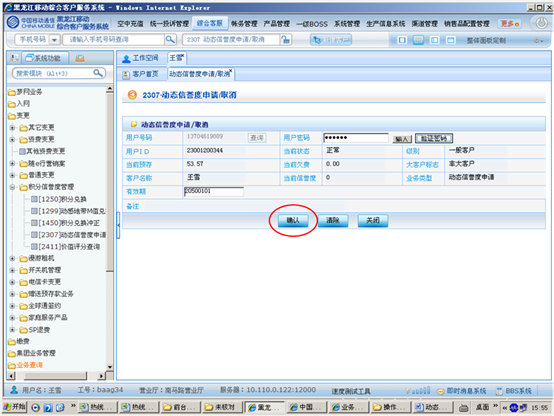 黑龙江移动综合客户服务系统 - Windows Internet Explorer
中国移动通信 CHINA MOBILE 黑龙江移动 综合客户服务系统 空中充值 统一投诉管理 综合客服 帐务管理 产品管理 一级BOSS 系统管理 生产信息系统 渠道管理 销售品配置管理 更多
手机号码 请输入手机号码查询 2307 动态信誉度申请/取消 整体面板定制
系统功能 工作空间 王雪
搜索模块 (Alt+3) 客户首页 动态信誉度申请/取消
梦网业务
入网
变更
其它变更
资费变更
其他资费变更
随e行营销案
普通变更
积分信誉度管理
[1250]积分兑换
[1299]动感地带M值兑
[1450]积分兑换冲正
[2307]动态信誉度申请
[2411]价值评分查询
漫游租机
开关机管理
电信卡变更
赠送预存款业务
全球通签约
家庭服务产品
SP退费
缴费
集团业务管理
业务查询
2307-动态信誉度申请/取消
动态信誉度申请/取消
用户号码 13704619889 查询 用户密码 ●●●●●● 输入 验证密码
用户ID 23001200344 当前状态 正常 级别 一般客户
当前预存 53.57 当前欠费 0.00 大客户标志 非大客户
客户名称 王雪 当前信誉度 0 业务类型 动态信誉度申请
有效期 20500101
备注
确认 清除 关闭
用户名：王雪 工号：baag34 营业厅：南马路营业厅 服务器：10.110.0.122:12000 速度测试工具 即时消息系统 BBS系统
开始 热线... 热线... 前台... 未核对 黑龙... 中国... 业务... 操作... 动态... 桌面 15:55